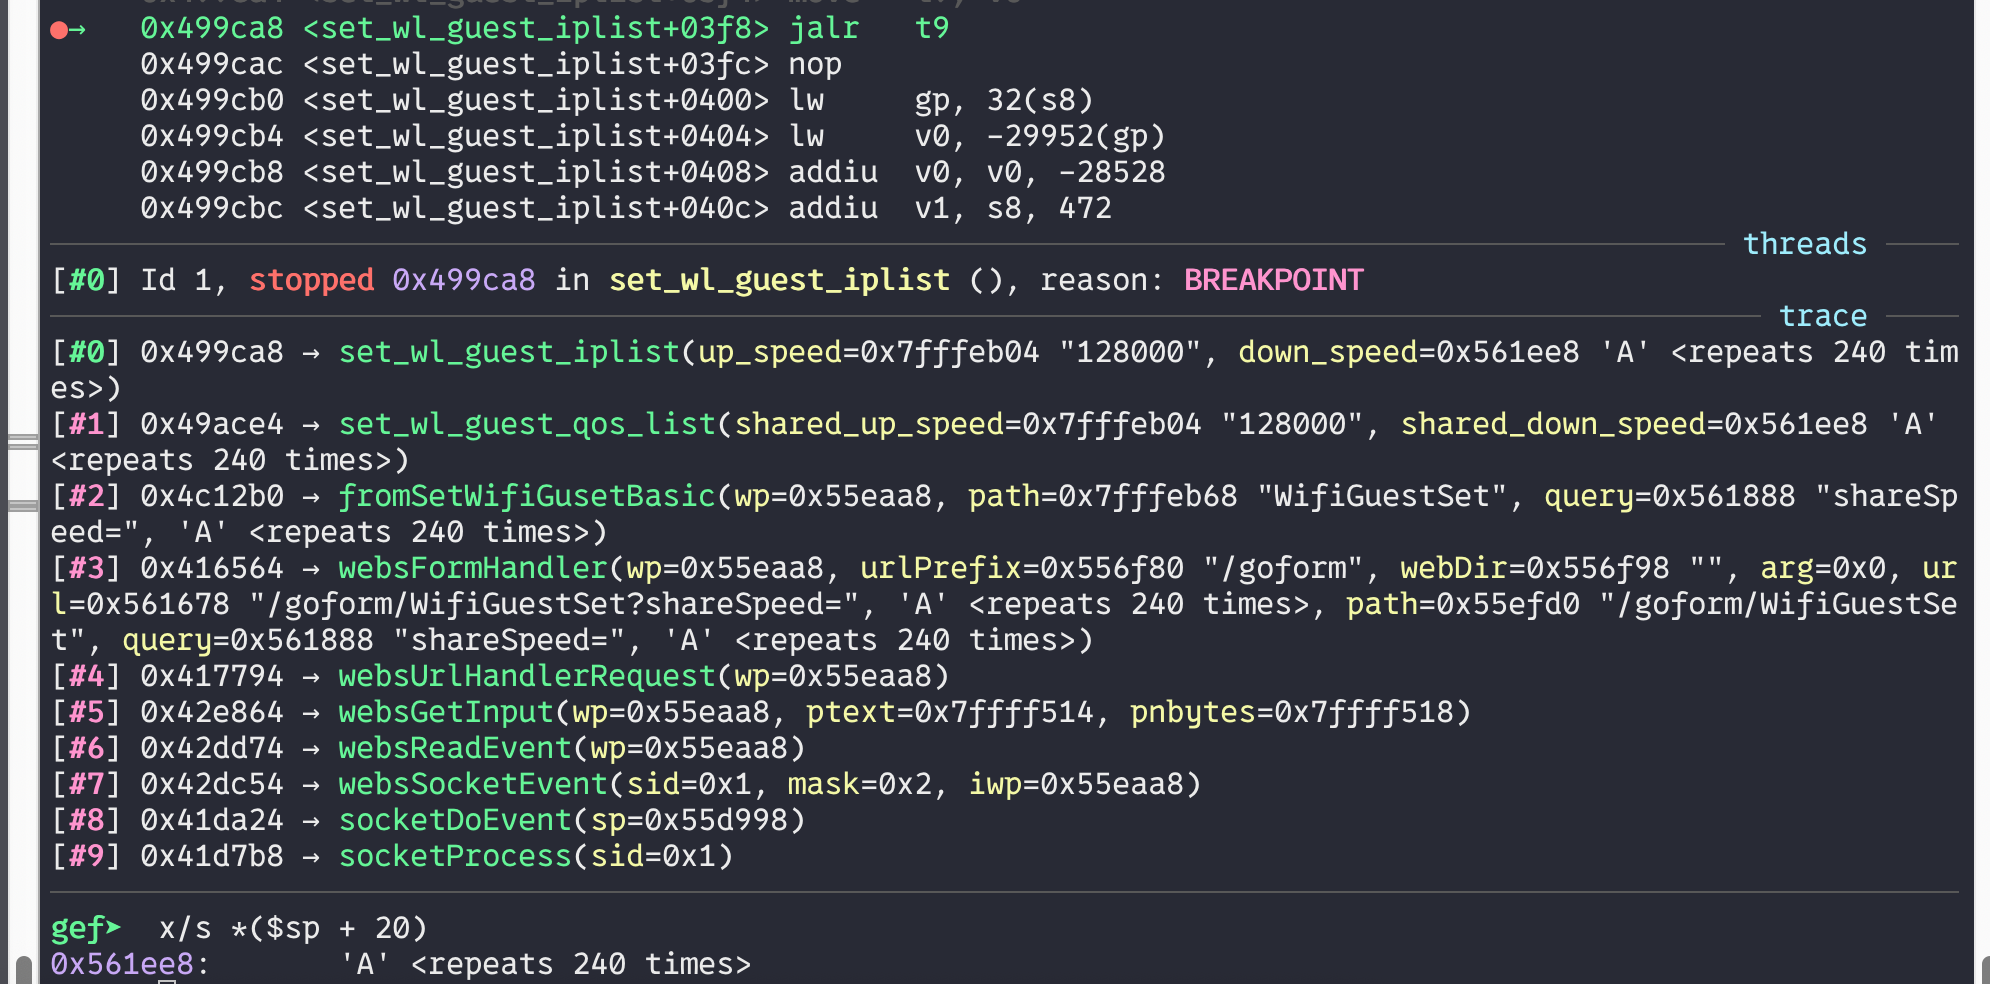 → 0x499ca8 <set_wl_guest_iplist+03f8> jalr t9
0x499cac <set_wl_guest_iplist+03fc> nop
0x499cb0 <set_wl_guest_iplist+0400> lw gp, 32(s8)
0x499cb4 <set_wl_guest_iplist+0404> lw v0, -29952(gp)
0x499cb8 <set_wl_guest_iplist+0408> addiu v0, v0, -28528
0x499cbc <set_wl_guest_iplist+040c> addiu v1, s8, 472
threads
[#0] Id 1, stopped 0x499ca8 in set_wl_guest_iplist (), reason: BREAKPOINT
trace
[#0] 0x499ca8 → set_wl_guest_iplist(up_speed=0x7fffeb04 "128000", down_speed=0x561ee8 'A' <repeats 240 tim
es>)
[#1] 0x49ace4 → set_wl_guest_qos_list(shared_up_speed=0x7fffeb04 "128000", shared_down_speed=0x561ee8 'A'
<repeats 240 times>)
[#2] 0x4c12b0 → fromSetWifiGusetBasic(wp=0x55eaa8, path=0x7fffeb68 "WifiGuestSet", query=0x561888 "shareSp
eed=", 'A' <repeats 240 times>)
[#3] 0x416564 → websFormHandler(wp=0x55eaa8, urlPrefix=0x556f80 "/goform", webDir=0x556f98 "", arg=0x0, ur
l=0x561678 "/goform/WifiGuestSet?shareSpeed=", 'A' <repeats 240 times>, path=0x55efd0 "/goform/WifiGuestSe
t", query=0x561888 "shareSpeed=", 'A' <repeats 240 times>)
[#4] 0x417794 → websUrlHandlerRequest(wp=0x55eaa8)
[#5] 0x42e864 → websGetInput(wp=0x55eaa8, ptext=0x7ffff514, pnbytes=0x7ffff518)
[#6] 0x42dd74 → websReadEvent(wp=0x55eaa8)
[#7] 0x42dc54 → websSocketEvent(sid=0x1, mask=0x2, iwp=0x55eaa8)
[#8] 0x41da24 → socketDoEvent(sp=0x55d998)
[#9] 0x41d7b8 → socketProcess(sid=0x1)
gef➤ x/s *($sp + 20)
0x561ee8: 'A' <repeats 240 times>